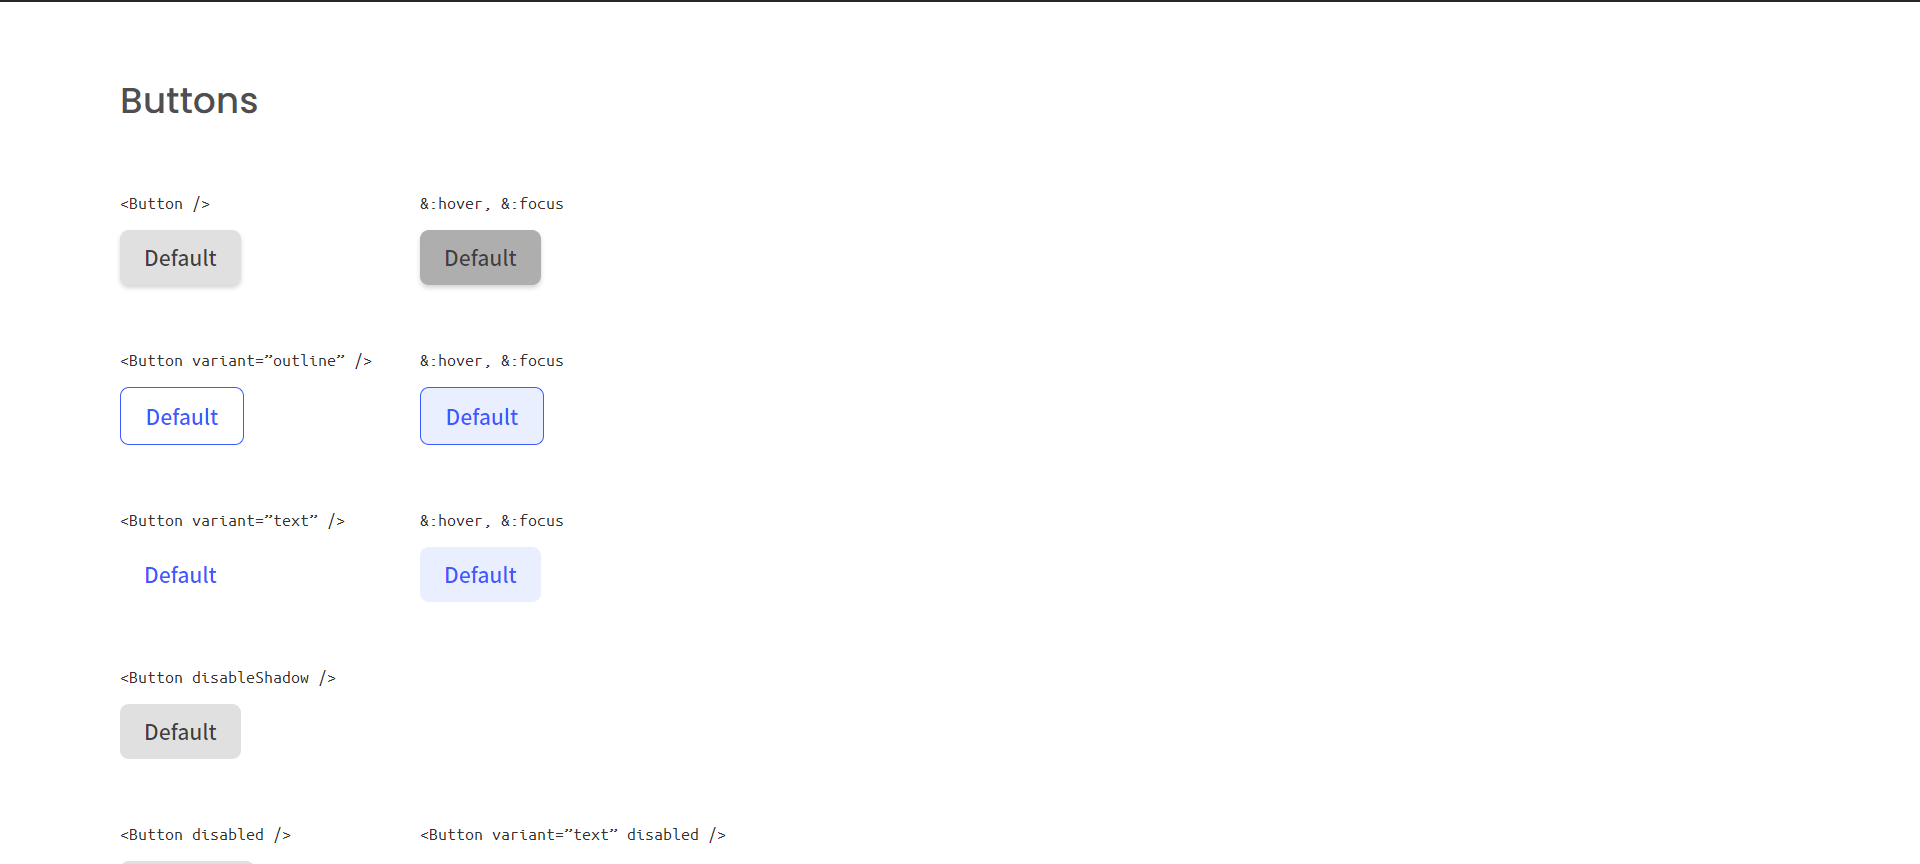 Buttons
<Button /> &:hover, &:focus
Default Default
<Button variant=”outline” /> &:hover, &:focus
Default Default
<Button variant=”text” /> &:hover, &:focus
Default Default
<Button disableShadow />
Default
<Button disabled /> <Button variant=”text” disabled />